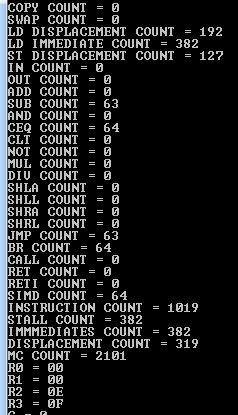 COPY COUNT = 0
SWAP COUNT = 0
LD DISPLACEMENT COUNT = 192
LD IMMEDIATE COUNT = 382
ST DISPLACEMENT COUNT = 127
IN COUNT = 0
OUT COUNT = 0
ADD COUNT = 0
SUB COUNT = 63
AND COUNT = 0
CEQ COUNT = 64
CLT COUNT = 0
NOT COUNT = 0
MUL COUNT = 0
DIV COUNT = 0
SHLA COUNT = 0
SHLL COUNT = 0
SHRA COUNT = 0
SHRL COUNT = 0
JMP COUNT = 63
BR COUNT = 64
CALL COUNT = 0
RET COUNT = 0
RETI COUNT = 0
SIMD COUNT = 64
INSTRUCTION COUNT = 1019
STALL COUNT = 382
IMMMEDIATES COUNT = 382
DISPLACEMENT COUNT = 319
MC COUNT = 2101
R0 = 00
R1 = 00
R2 = 0E
R3 = 0F